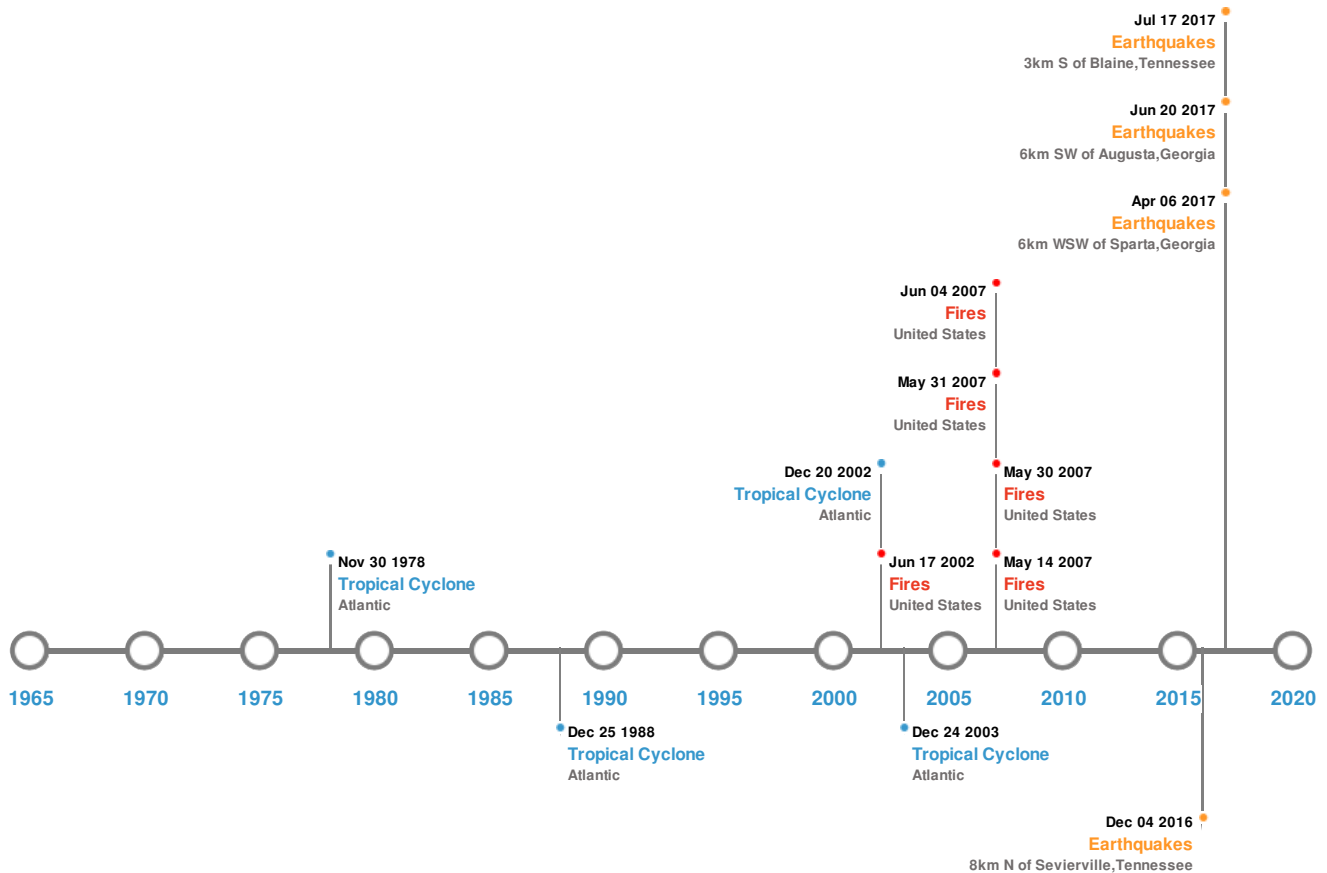 Jul 17 2017
Earthquakes
3km S of Blaine,Tennessee
Jun 20 2017
Earthquakes
6km SW of Augusta,Georgia
Apr 06 2017
Earthquakes
6km WSW of Sparta,Georgia
Jun 04 2007
Fires
United States
May 31 2007
Fires
United States
Dec 20 2002
Tropical Cyclone
Atlantic
May 30 2007
Fires
United States
Nov 30 1978
Tropical Cyclone
Atlantic
Jun 17 2002
Fires
United States
May 14 2007
Fires
United States
1965 1970 1975 1980 1985 1990 1995 2000 2005 2010 2015 2020
Dec 25 1988
Tropical Cyclone
Atlantic
Dec 24 2003
Tropical Cyclone
Atlantic
Dec 04 2016
Earthquakes
8km N of Sevierville,Tennessee